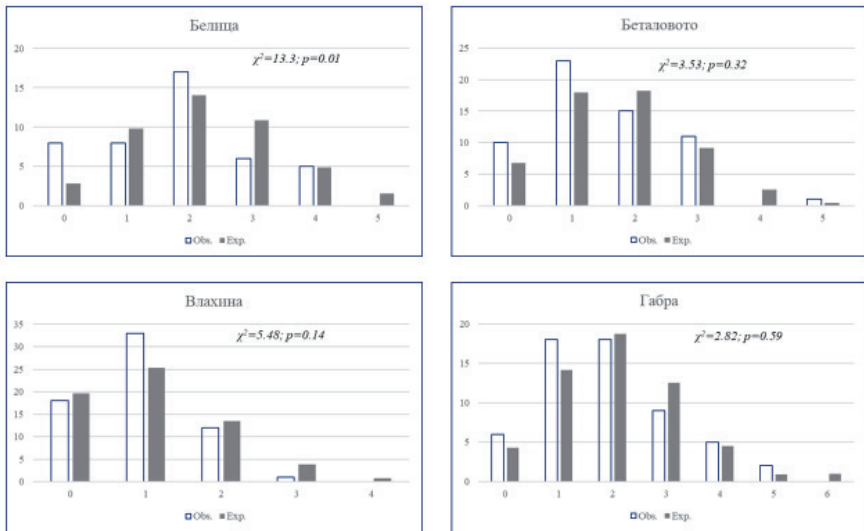 Белица
χ²=13.3; p=0.01
20
15
10
5
0
0 1 2 3 4 5
Obs. Exp.
Беталовото
χ²=3.53; p=0.32
25
20
15
10
5
0
0 1 2 3 4 5
Obs. Exp.
Влахина
χ²=5.48; p=0.14
35
30
25
20
15
10
5
0
0 1 2 3 4
Obs. Exp.
Габра
χ²=2.82; p=0.59
20
15
10
5
0
0 1 2 3 4 5 6
Obs. Exp.